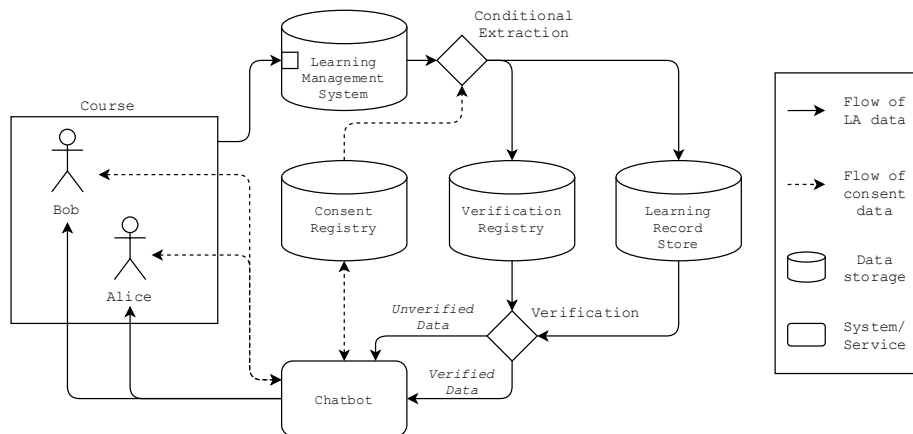 Conditional
Extraction
Learning
Management
System
Course
Flow of
LA data
Bob
Alice
Consent
Registry
Verification
Registry
Learning
Record
Store
Flow of
consent
data
Data
storage
Unverified
Data
Verification
Verified
Data
Chatbot
System/
Service